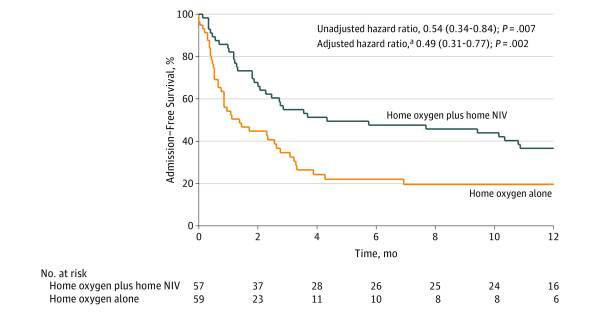 100
80
60
40
20
0
Admission–Free Survival, %
Unadjusted hazard ratio, 0.54 (0.34-0.84); P = .007
Adjusted hazard ratio,ᵃ 0.49 (0.31-0.77); P = .002
Home oxygen plus home NIV
Home oxygen alone
0 2 4 6 8 10 12
Time, mo
No. at risk
Home oxygen plus home NIV 57 37 28 26 25 24 16
Home oxygen alone 59 23 11 10 8 8 6